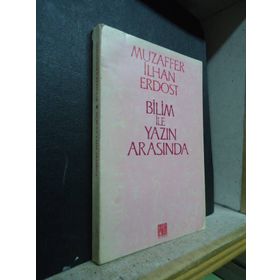 MUZAFFER
İLHAN
ERDOST
BİLİM
İLE
YAZIN
ARASINDA